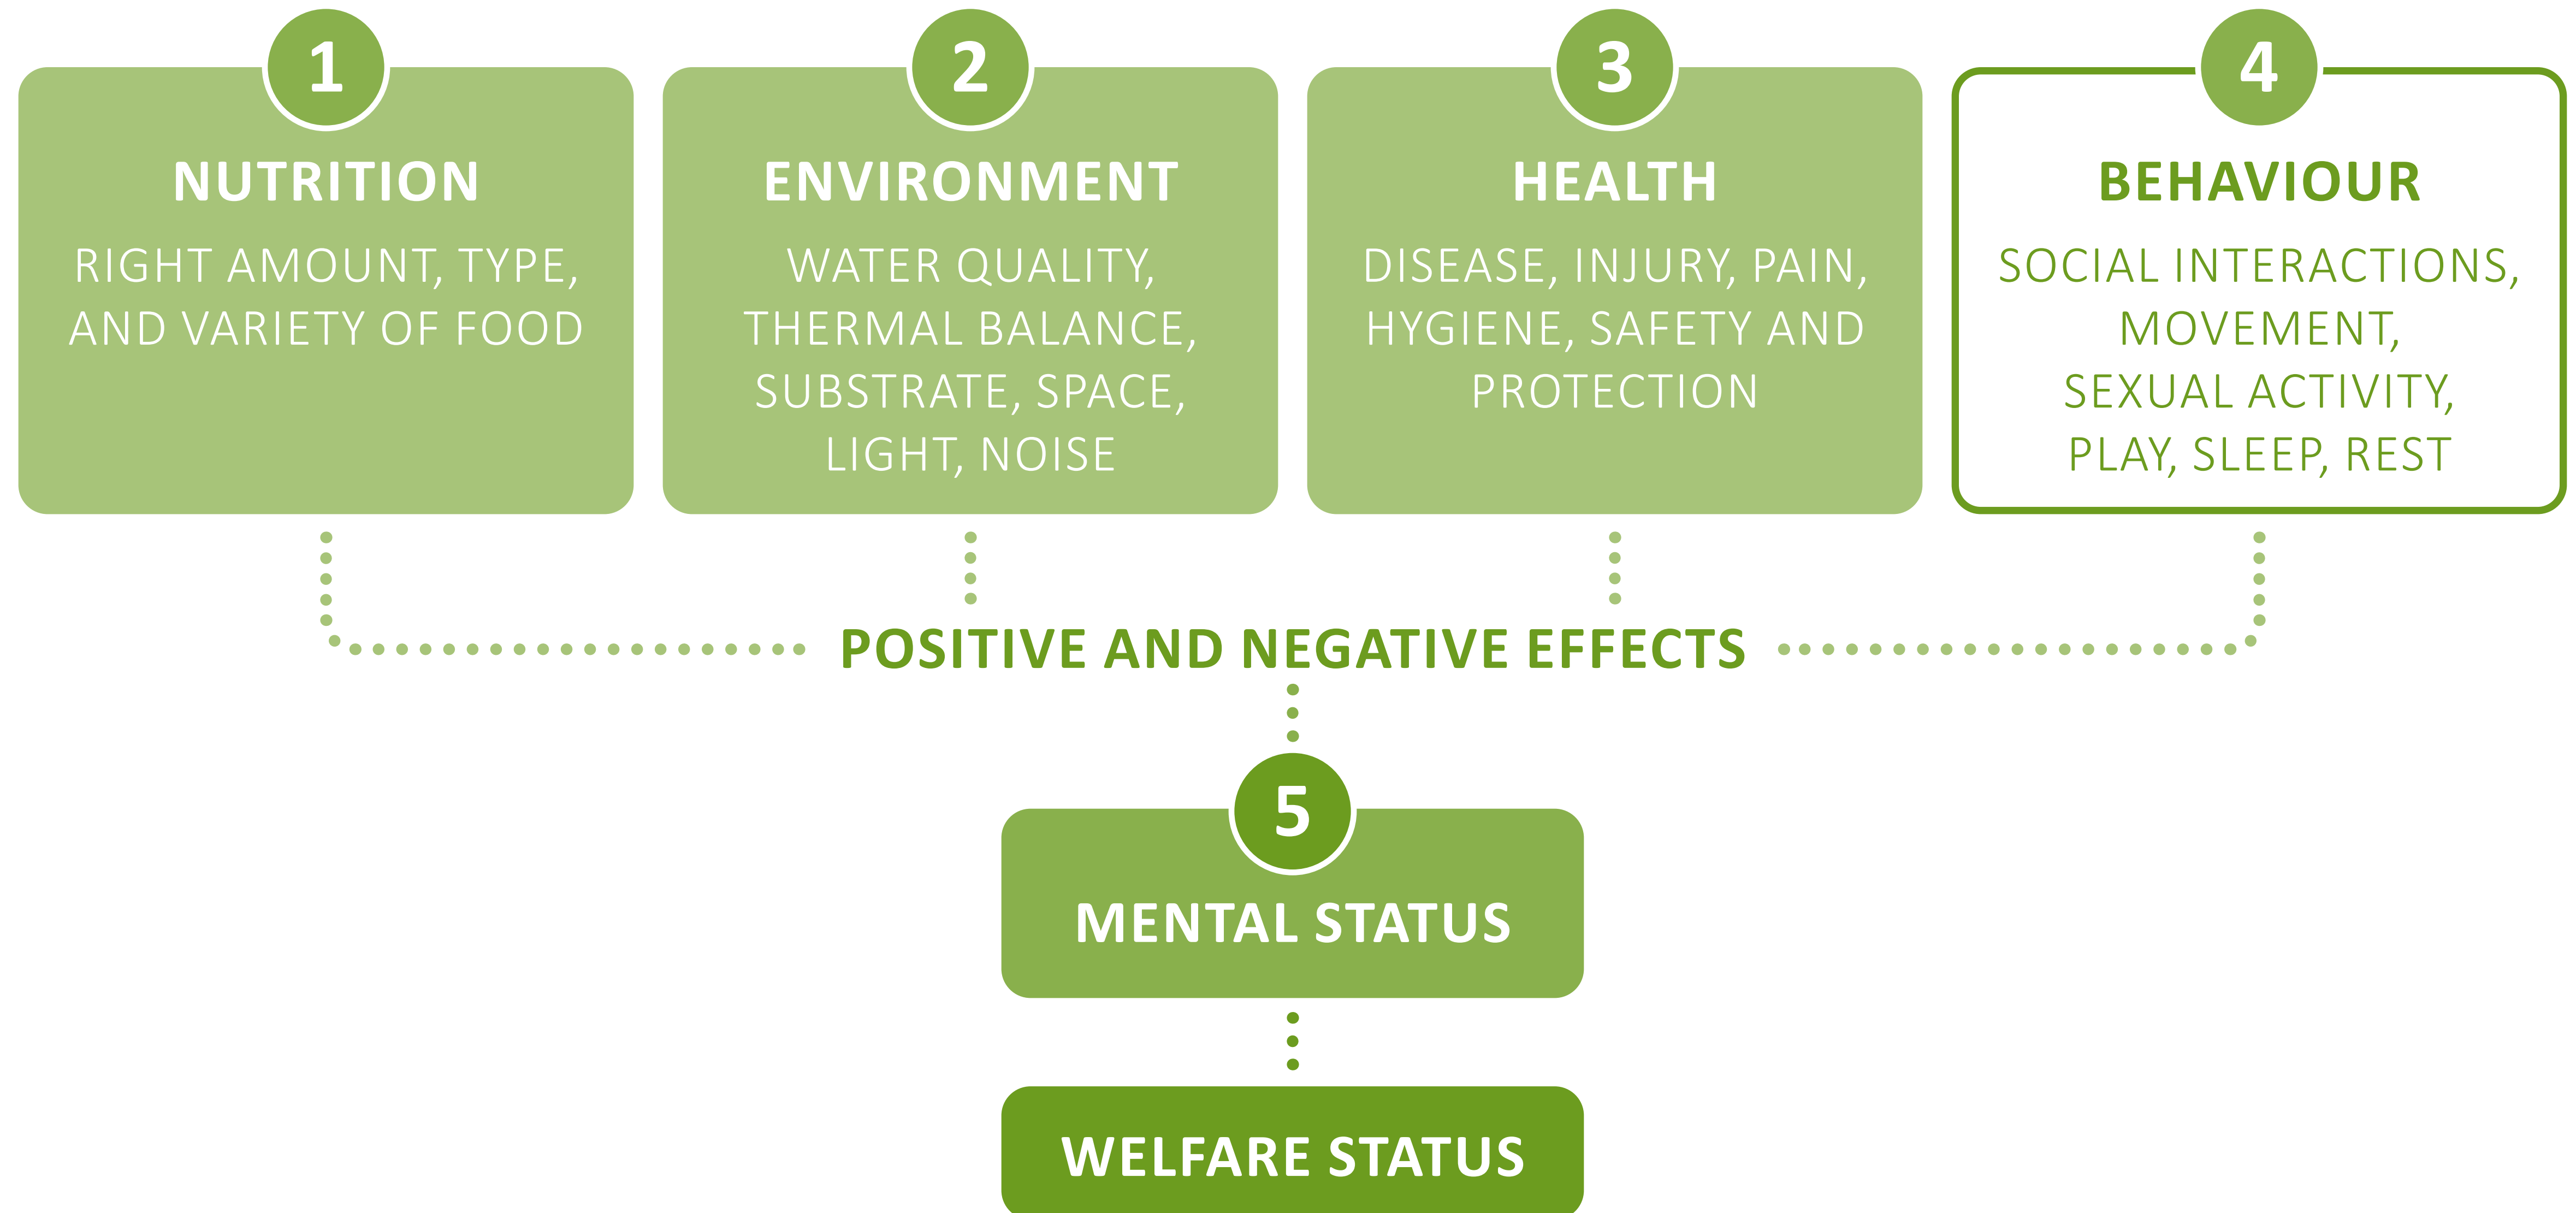 1
NUTRITION
RIGHT AMOUNT, TYPE,
AND VARIETY OF FOOD
2
ENVIRONMENT
WATER QUALITY,
THERMAL BALANCE,
SUBSTRATE, SPACE,
LIGHT, NOISE
3
HEALTH
DISEASE, INJURY, PAIN,
HYGIENE, SAFETY AND
PROTECTION
4
BEHAVIOUR
SOCIAL INTERACTIONS,
MOVEMENT,
SEXUAL ACTIVITY,
PLAY, SLEEP, REST
POSITIVE AND NEGATIVE EFFECTS
5
MENTAL STATUS
WELFARE STATUS